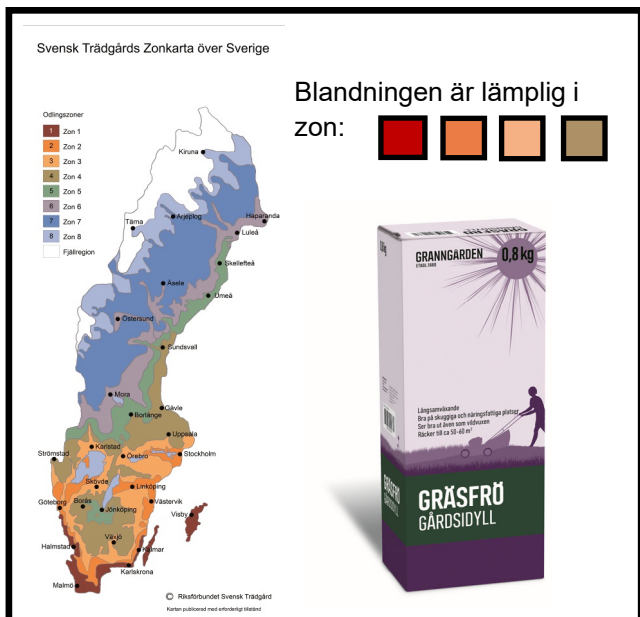 Svensk Trädgårds Zonkarta över Sverige
Odlingszoner
1 Zon 1
2 Zon 2
3 Zon 3
4 Zon 4
5 Zon 5
6 Zon 6
7 Zon 7
8 Zon 8
Fjällregion
Kiruna
Tärna
Arjeplog
Haparanda
Luleå
Skellefteå
Åsele
Umeå
Östersund
Sundsvall
Mora
Gävle
Borlänge
Uppsala
Karlstad
Strömstad
Örebro
Stockholm
Skövde
Linköping
Göteborg
Borås
Västervik
Jönköping
Visby
Växjö
Halmstad
Kalmar
Karlskrona
Malmö
© Riksförbundet Svensk Trädgård
Kartan publicerad med erforderligt tillstånd
Blandningen är lämplig i
zon:
GRANNGÅRDEN
0,8 kg
Långsamväxande
Bra på skuggiga och näringsfattiga platser
Ser bra ut även som vildvuxen
Räcker till ca 50-60 m²
GRÄSFRÖ
GÅRDSIDYLL